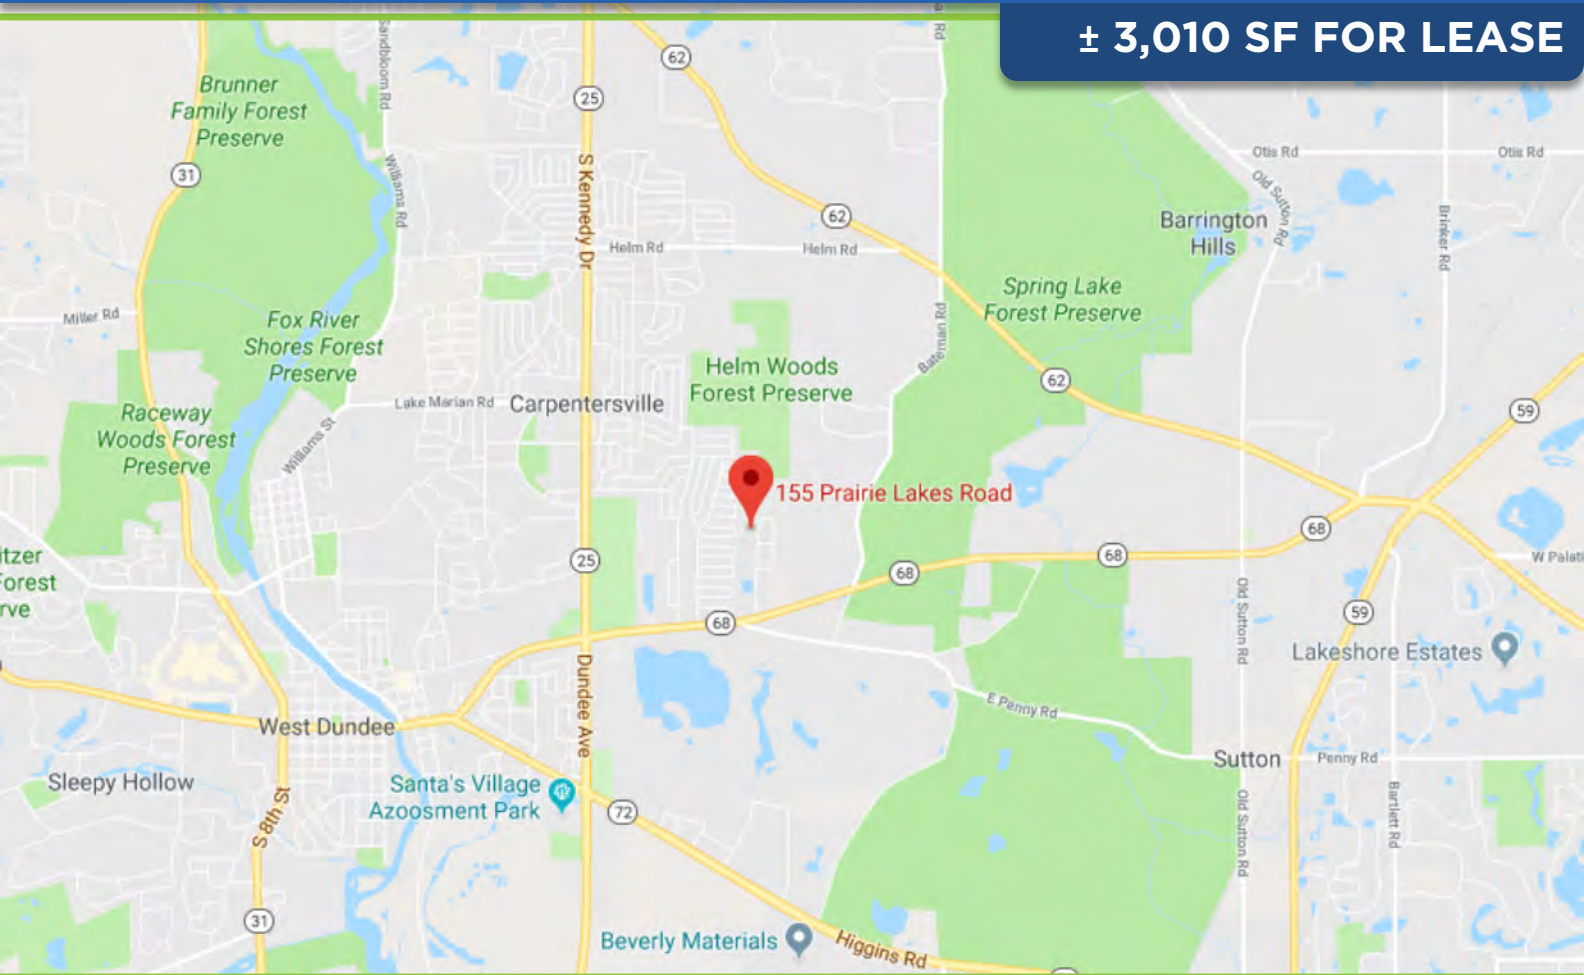 ± 3,010 SF FOR LEASE
Sandbloom Rd
Rd
62
Brunner
Family Forest
Preserve
25
Otis Rd
Otis Rd
31
Williams Rd
S Kennedy Dr
Old Sutton Rd
62
Barrington
Hills
Brinker Rd
Helm Rd
Helm Rd
Spring Lake
Forest Preserve
Miller Rd
Fox River
Shores Forest
Preserve
Bateman Rd
Helm Woods
Forest Preserve
62
Lake Marian Rd
Carpentersville
59
Raceway
Woods Forest
Preserve
Williams St
155 Prairie Lakes Road
68
itzer
Forest
rve
25
68
68
W Palati
Old Sutton Rd
59
68
Lakeshore Estates
Dundee Ave
E Penny Rd
West Dundee
Sutton
Penny Rd
Sleepy Hollow
Santa's Village
Azoosment Park
72
S 8th St
Old Sutton Rd
Bartlett Rd
31
Beverly Materials
Higgins Rd